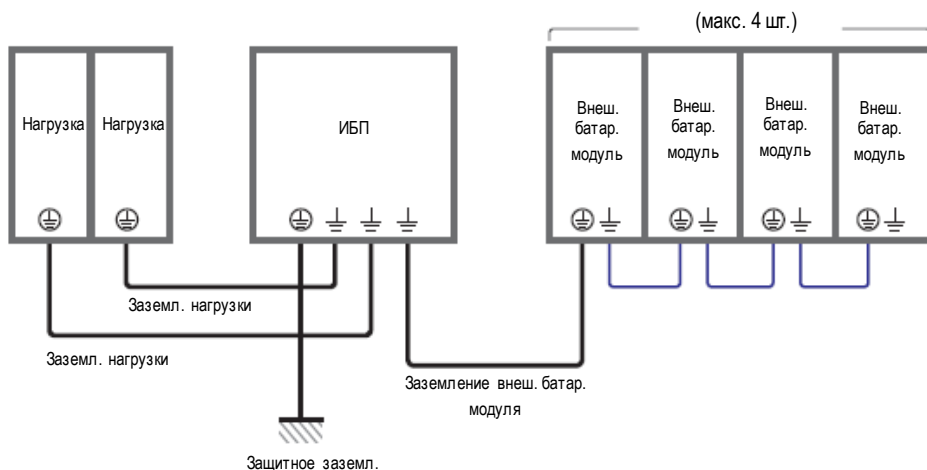 (макс. 4 шт.)
Нагрузка
Нагрузка
ИБП
Внеш.
батар.
модуль
Внеш.
батар.
модуль
Внеш.
батар.
модуль
Внеш.
батар.
модуль
Заземл. нагрузки
Заземл. нагрузки
Заземление внеш. батар.
модуля
Защитное заземл.